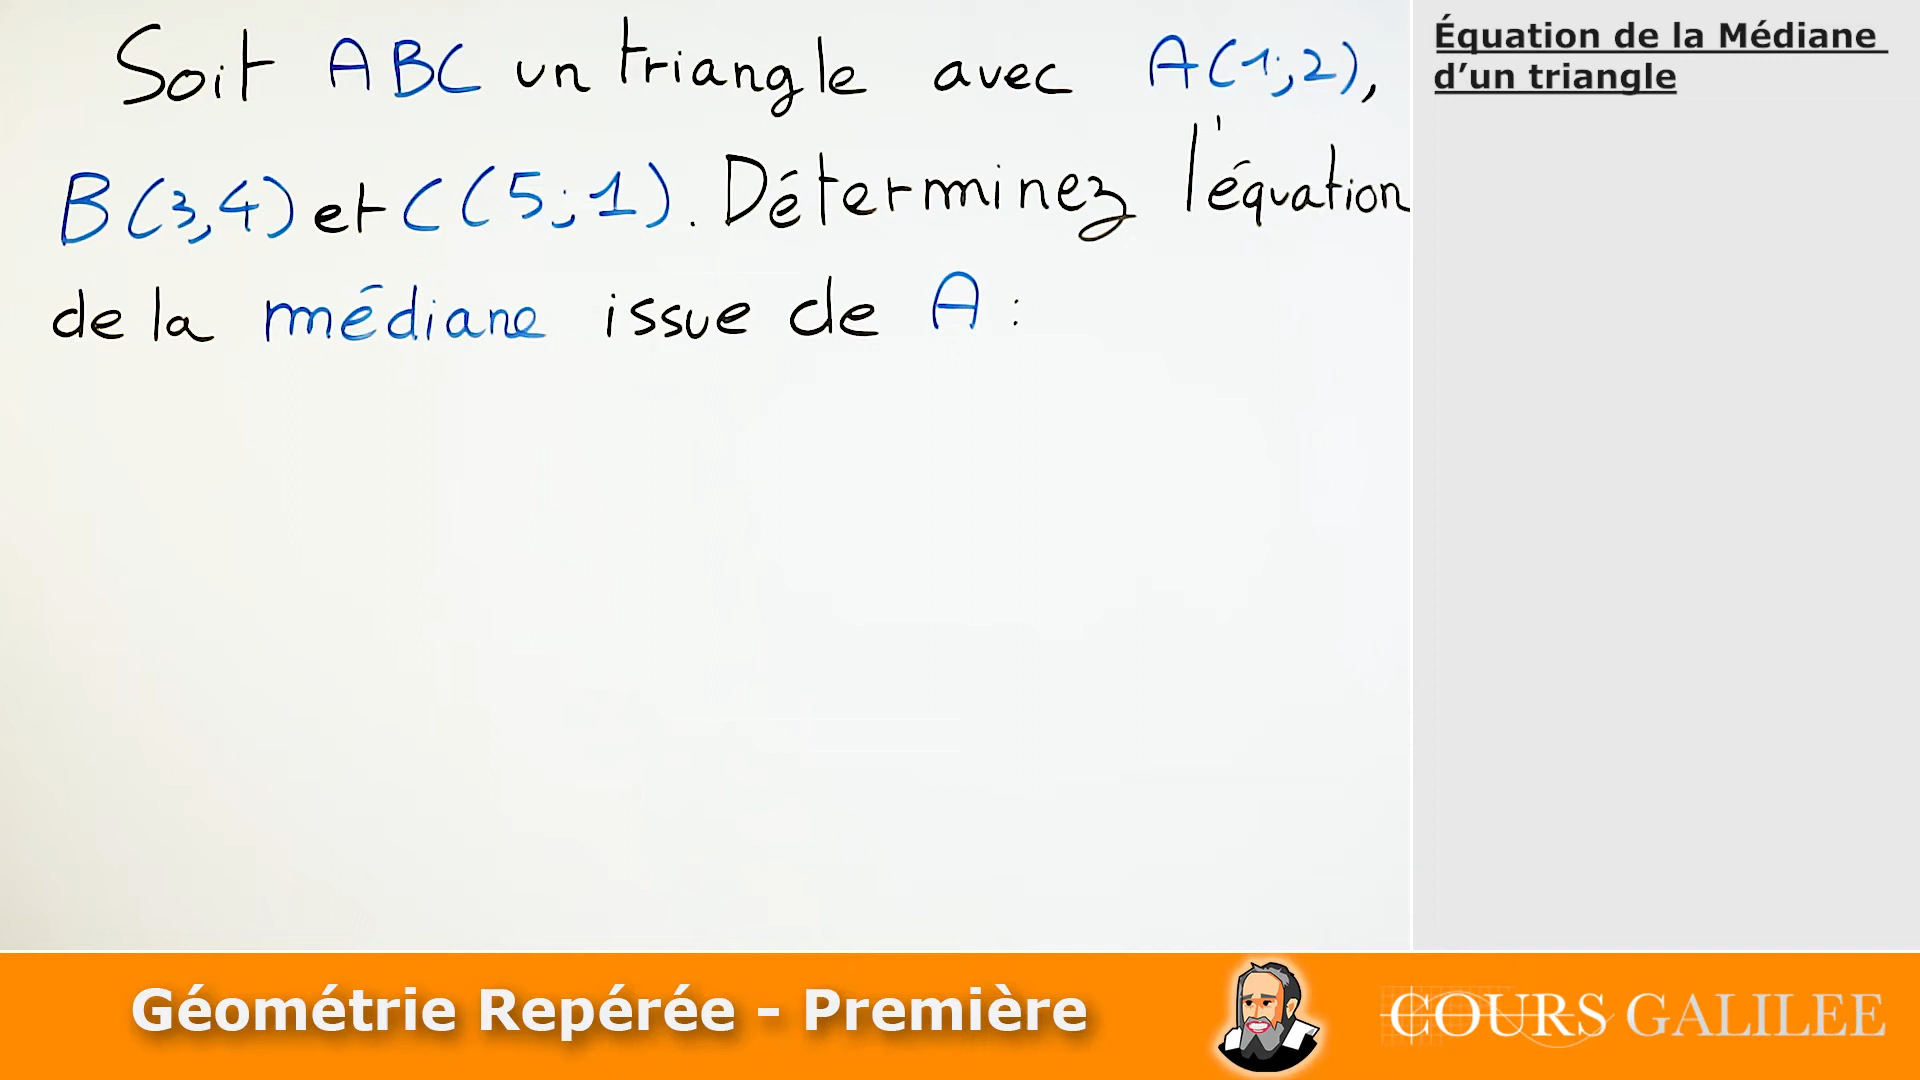 Soit ABC un triangle avec A(1;2),
B(3,4) et C(5;1). Déterminez l'équation
de la médiane issue de A :
Équation de la Médiane
d’un triangle
Géométrie Repérée - Première
COURS GALILEE